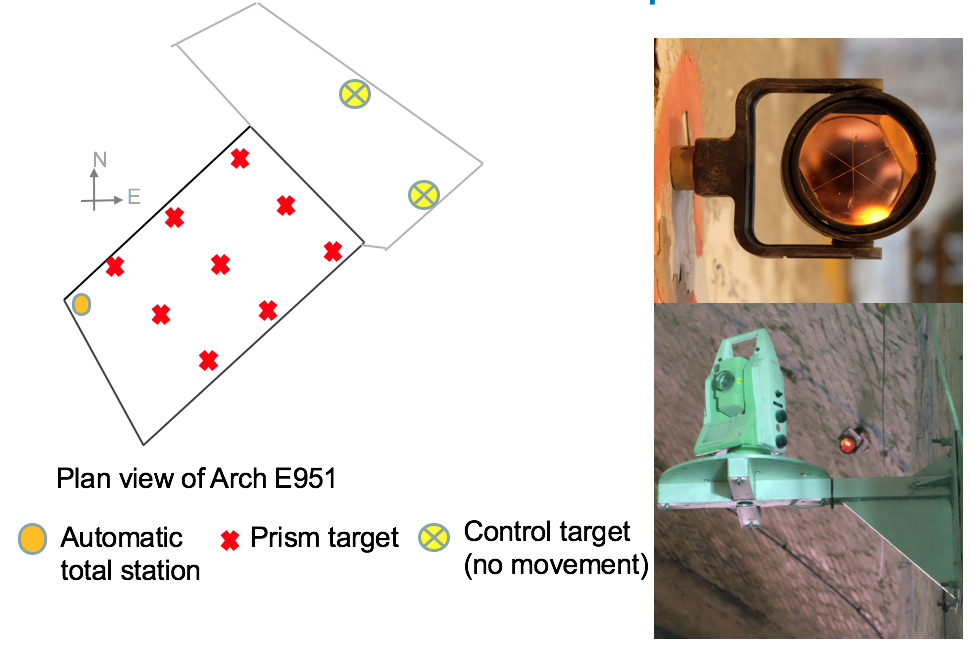 N
E
Plan view of Arch E951
Automatic
total station
Prism target
Control target
(no movement)